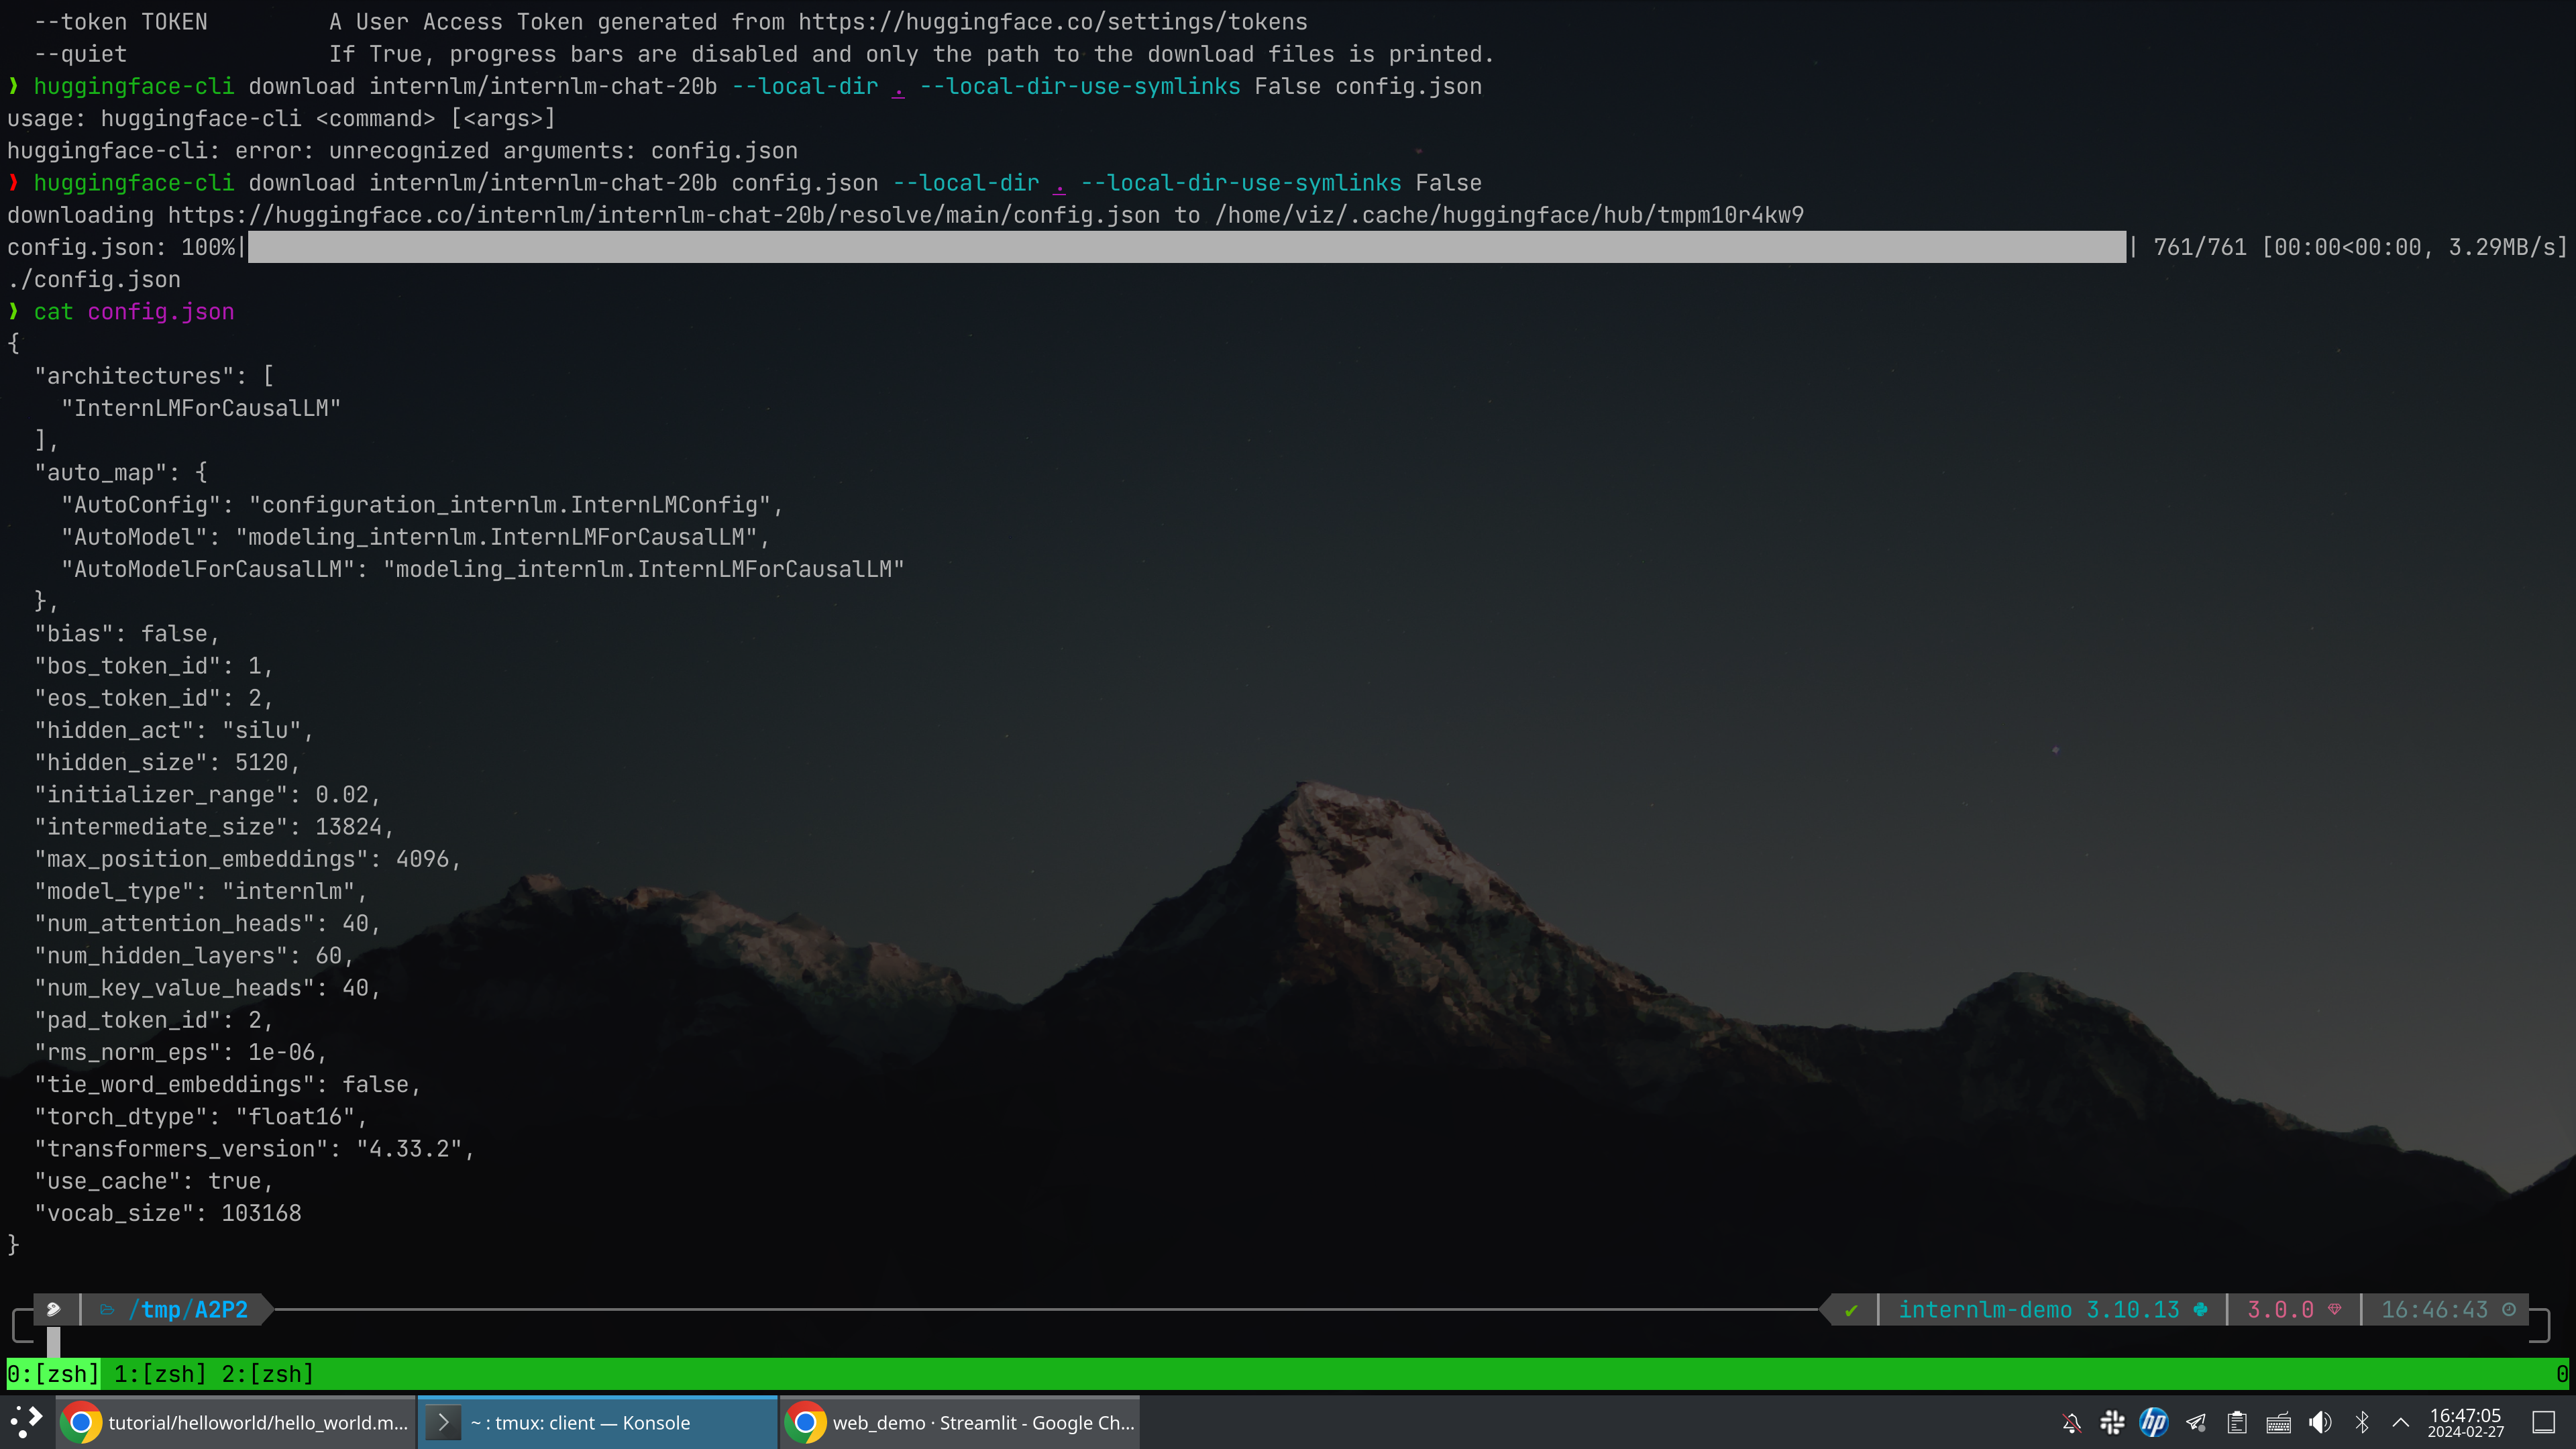 --token TOKEN         A User Access Token generated from https://huggingface.co/settings/tokens
--quiet               If True, progress bars are disabled and only the path to the download files is printed.
❱ huggingface-cli download internlm/internlm-chat-20b --local-dir . --local-dir-use-symlinks False config.json
usage: huggingface-cli <command> [<args>]
huggingface-cli: error: unrecognized arguments: config.json
❱ huggingface-cli download internlm/internlm-chat-20b config.json --local-dir . --local-dir-use-symlinks False
downloading https://huggingface.co/internlm/internlm-chat-20b/resolve/main/config.json to /home/viz/.cache/huggingface/hub/tmpm10r4kw9
config.json: 100%| | 761/761 [00:00<00:00, 3.29MB/s]
./config.json
❱ cat config.json
{
  "architectures": [
    "InternLMForCausalLM"
  ],
  "auto_map": {
    "AutoConfig": "configuration_internlm.InternLMConfig",
    "AutoModel": "modeling_internlm.InternLMForCausalLM",
    "AutoModelForCausalLM": "modeling_internlm.InternLMForCausalLM"
  },
  "bias": false,
  "bos_token_id": 1,
  "eos_token_id": 2,
  "hidden_act": "silu",
  "hidden_size": 5120,
  "initializer_range": 0.02,
  "intermediate_size": 13824,
  "max_position_embeddings": 4096,
  "model_type": "internlm",
  "num_attention_heads": 40,
  "num_hidden_layers": 60,
  "num_key_value_heads": 40,
  "pad_token_id": 2,
  "rms_norm_eps": 1e-06,
  "tie_word_embeddings": false,
  "torch_dtype": "float16",
  "transformers_version": "4.33.2",
  "use_cache": true,
  "vocab_size": 103168
}
/tmp/A2P2 ✔ internlm-demo 3.10.13 3.0.0 16:46:43
0:[zsh] 1:[zsh] 2:[zsh] 0
tutorial/helloworld/hello_world.m... ~ : tmux: client — Konsole web_demo · Streamlit - Google Ch... hp 16:47:05
2024-02-27